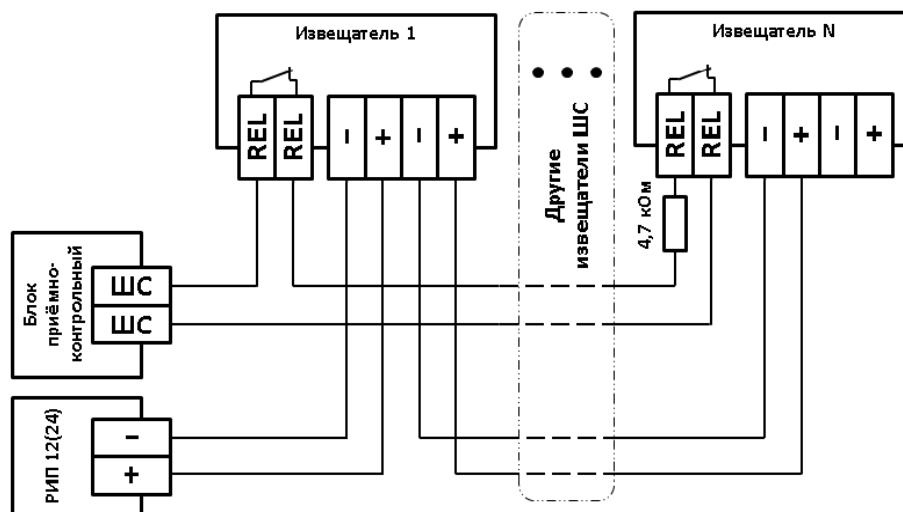 Извещатель 1
REL
REL
-
+
-
+
Другие
извещатели ШС
Извещатель N
REL
REL
-
+
-
+
4,7 кОм
Блок
приёмно-
контрольный
ШС
ШС
РИП 12(24)
-
+